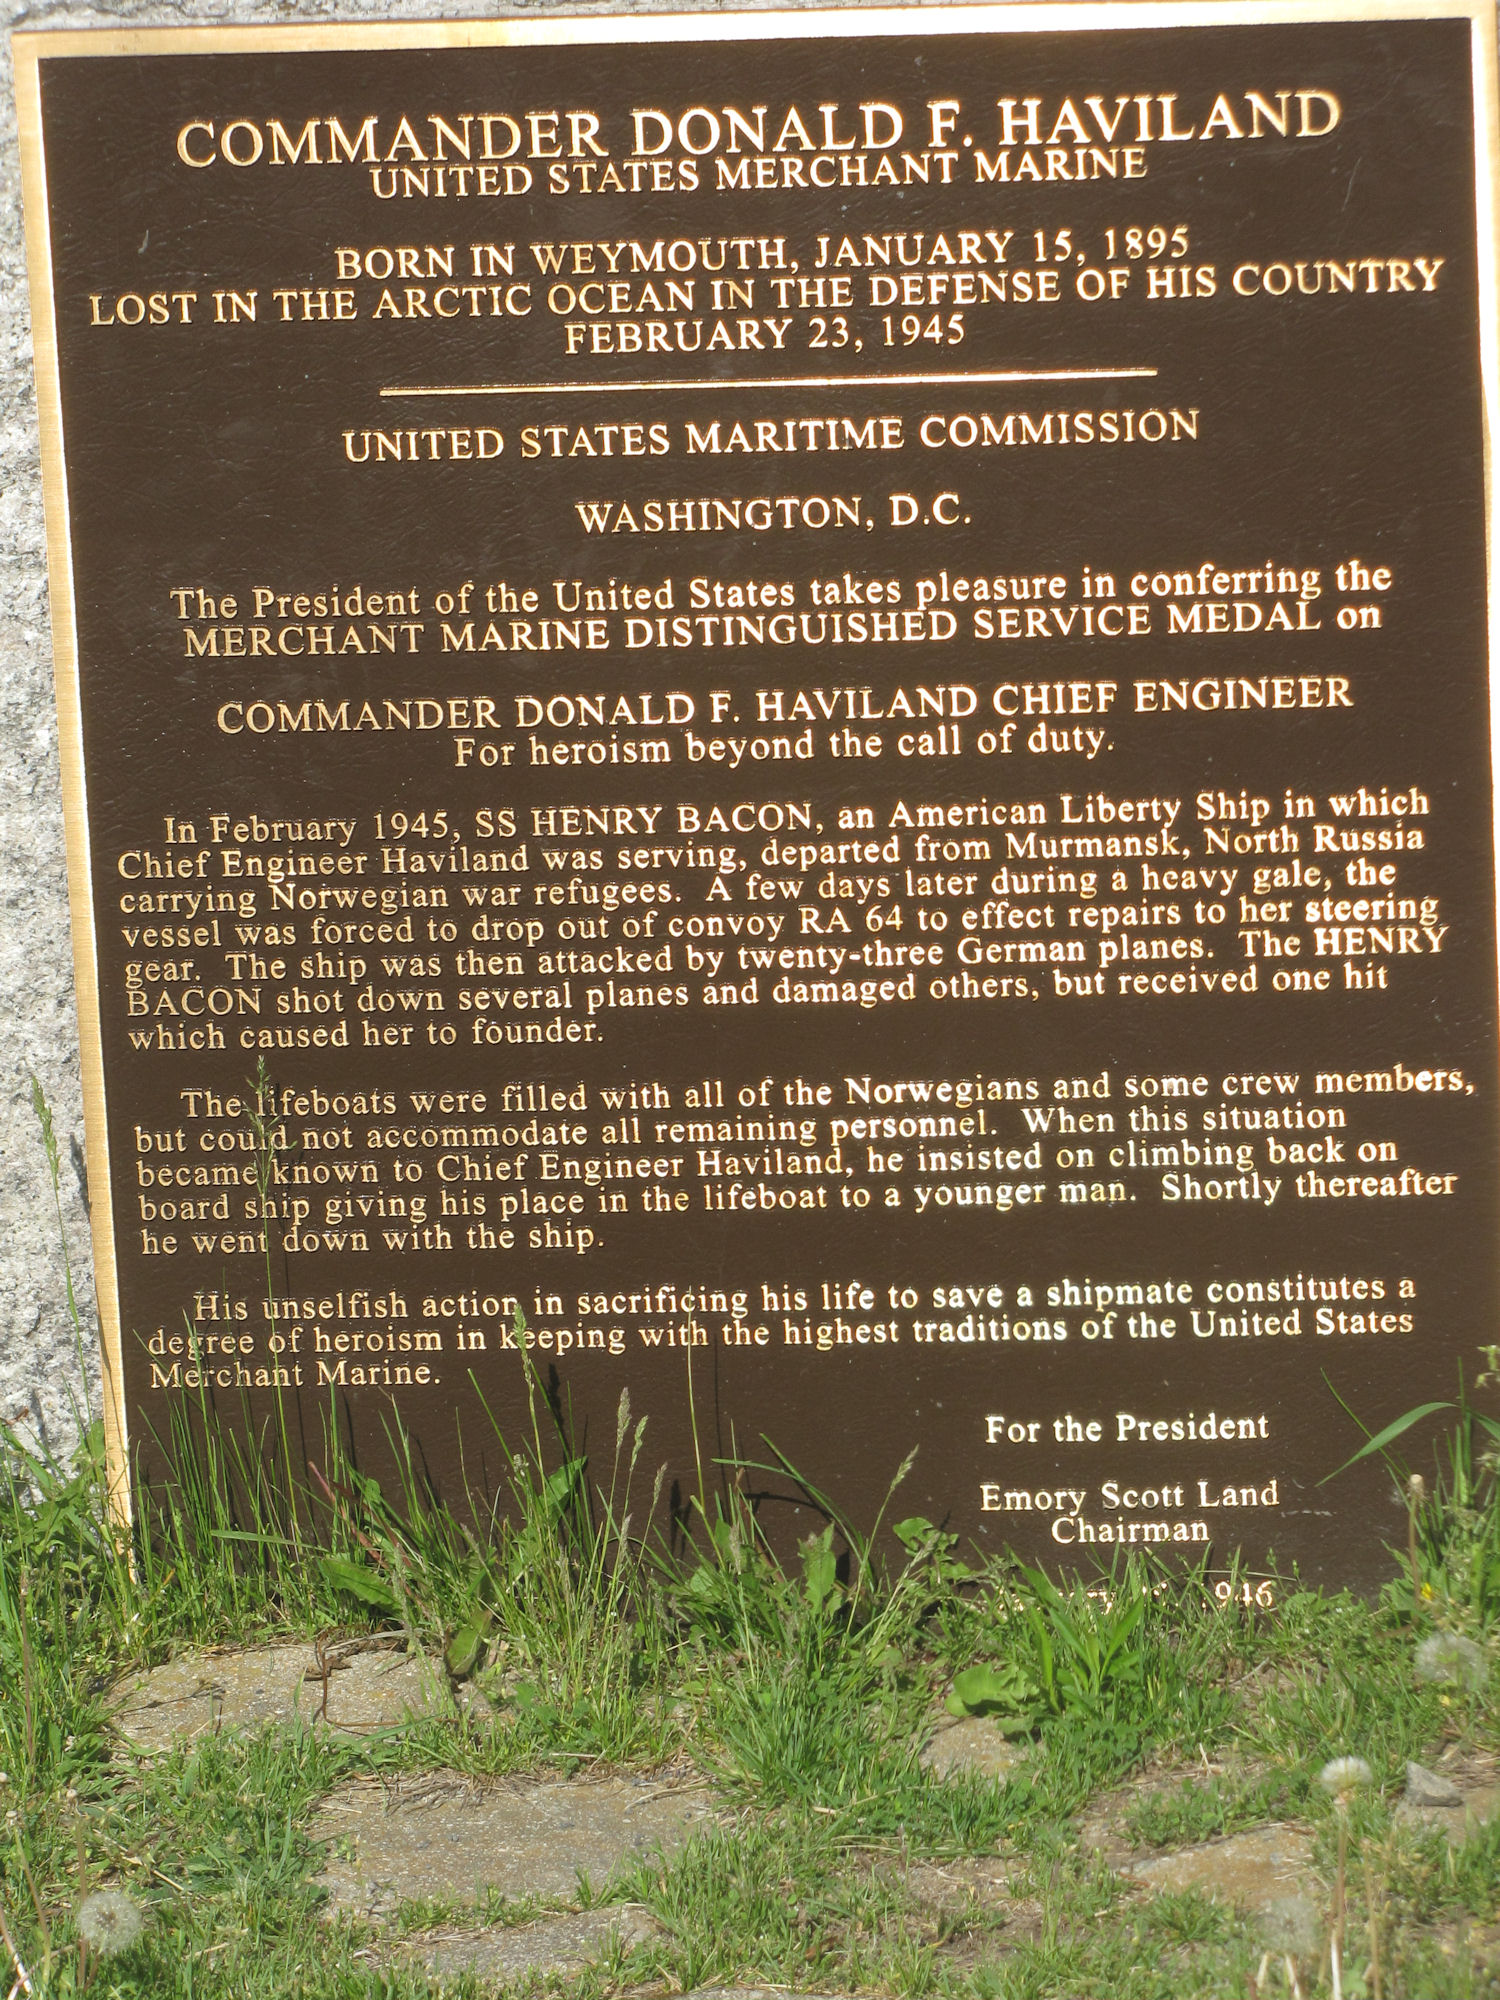 COMMANDER DONALD F. HAVILAND
UNITED STATES MERCHANT MARINE
BORN IN WEYMOUTH, JANUARY 15, 1895
LOST IN THE ARCTIC OCEAN IN THE DEFENSE OF HIS COUNTRY
FEBRUARY 23, 1945
UNITED STATES MARITIME COMMISSION
WASHINGTON, D.C.
The President of the United States takes pleasure in conferring the
MERCHANT MARINE DISTINGUISHED SERVICE MEDAL on
COMMANDER DONALD F. HAVILAND CHIEF ENGINEER
For heroism beyond the call of duty.
In February 1945, SS HENRY BACON, an American Liberty Ship in which
Chief Engineer Haviland was serving, departed from Murmansk, North Russia
carrying Norwegian war refugees. A few days later during a heavy gale, the
vessel was forced to drop out of convoy RA 64 to effect repairs to her steering
gear. The ship was then attacked by twenty-three German planes. The HENRY
BACON shot down several planes and damaged others, but received one hit
which caused her to founder.
The lifeboats were filled with all of the Norwegians and some crew members,
but could not accommodate all remaining personnel. When this situation
became known to Chief Engineer Haviland, he insisted on climbing back on
board ship giving his place in the lifeboat to a younger man. Shortly thereafter
he went down with the ship.
His unselfish action in sacrificing his life to save a shipmate constitutes a
degree of heroism in keeping with the highest traditions of the United States
Merchant Marine.
For the President
Emory Scott Land
Chairman
1946